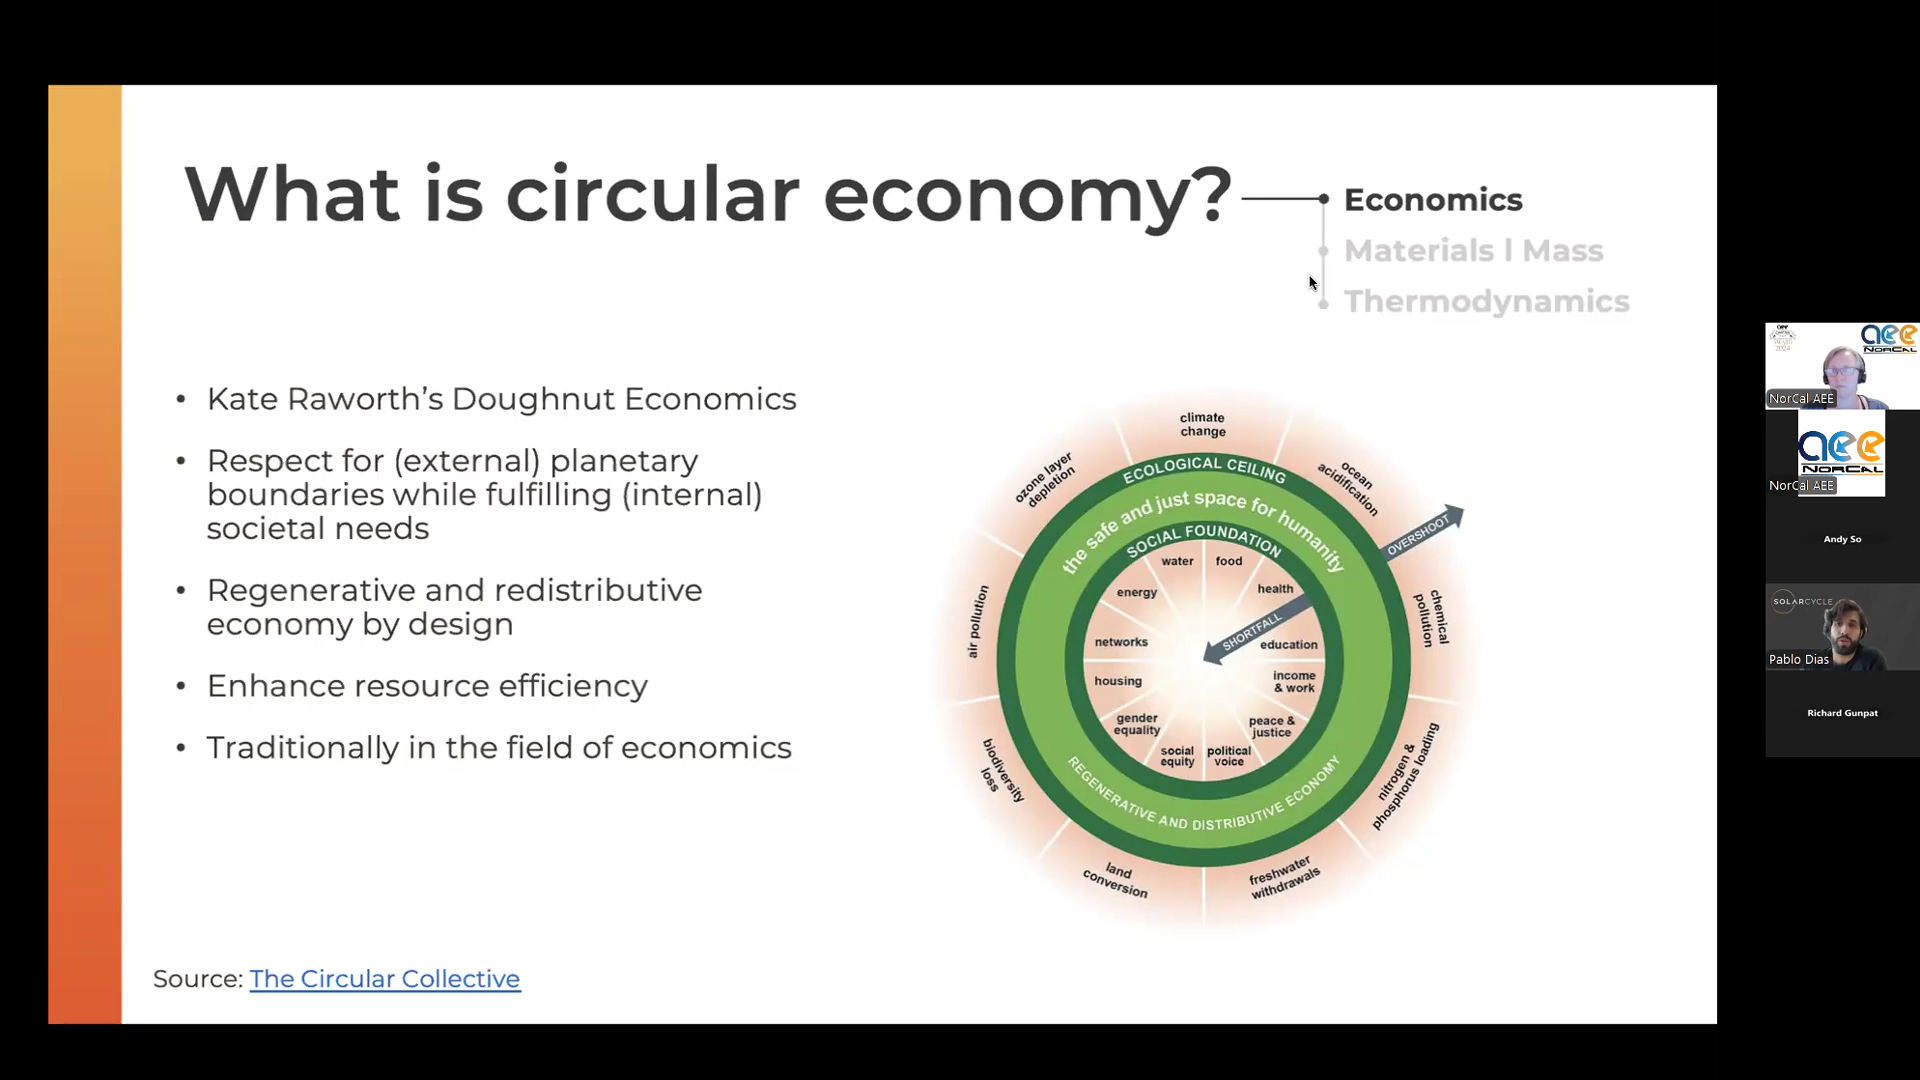 What is circular economy?
Economics
Materials | Mass
Thermodynamics
• Kate Raworth's Doughnut Economics
• Respect for (external) planetary
boundaries while fulfilling (internal)
societal needs
• Regenerative and redistributive
economy by design
• Enhance resource efficiency
• Traditionally in the field of economics
climate
change
ozone layer
depletion
ocean
acidification
air pollution
chemical
pollution
biodiversity
loss
nitrogen &
phosphorus loading
land
conversion
freshwater
withdrawals
ECOLOGICAL CEILING
the safe and just space for humanity
SOCIAL FOUNDATION
OVERSHOOT
SHORTFALL
water
food
energy
health
networks
education
housing
income
& work
gender
equality
peace &
justice
social
equity
political
voice
REGENERATIVE AND DISTRIBUTIVE ECONOMY
Source: The Circular Collective
aee
NORCAL
2024
NorCal AEE
aee
NORCAL
NorCal AEE
Andy So
SOLARCYCLE
Pablo Dias
Richard Gunpat